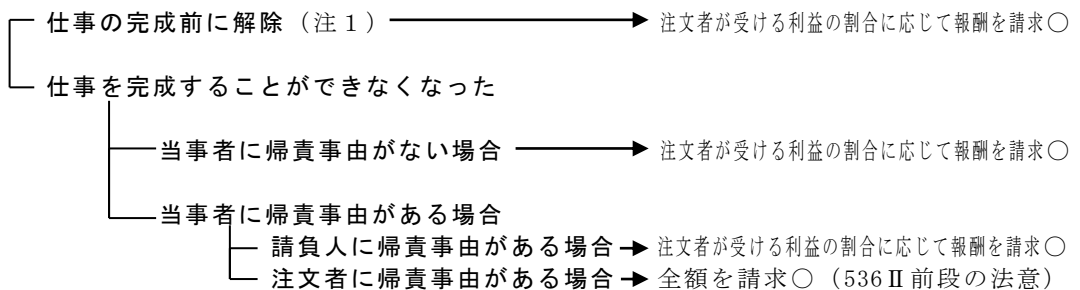 仕事の完成前に解除（注１） 注文者が受ける利益の割合に応じて報酬を請求○
仕事を完成することができなくなった
当事者に帰責事由がない場合 注文者が受ける利益の割合に応じて報酬を請求○
当事者に帰責事由がある場合
請負人に帰責事由がある場合 注文者が受ける利益の割合に応じて報酬を請求○
注文者に帰責事由がある場合 全額を請求○（536Ⅱ前段の法意）